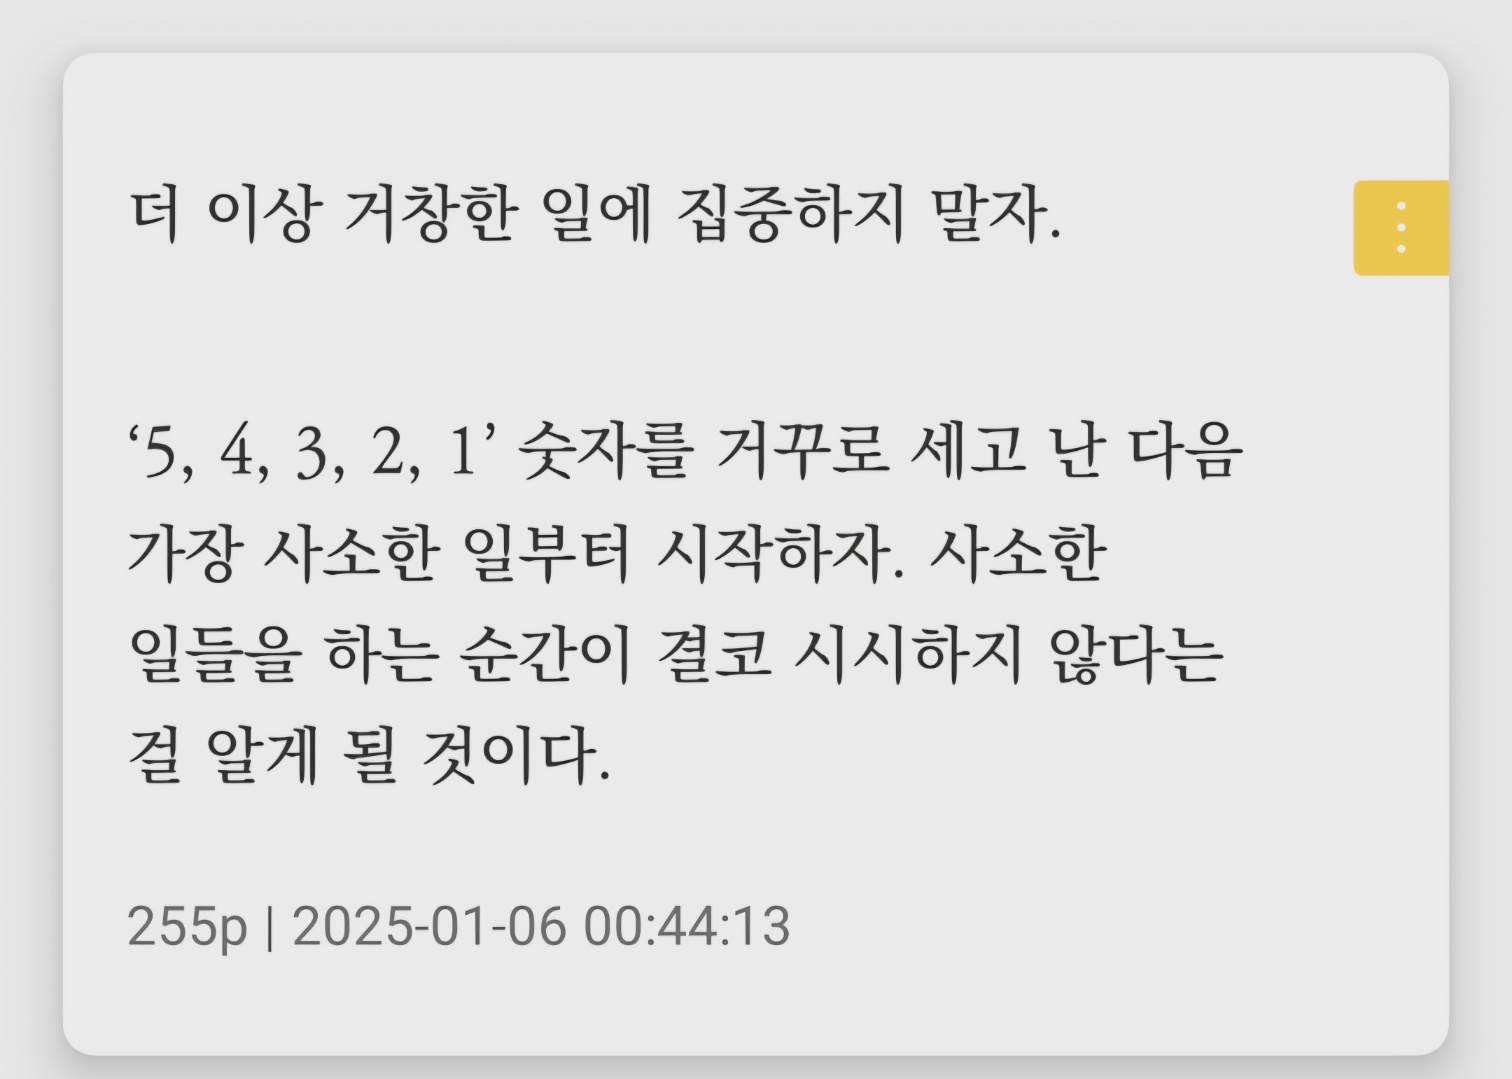 더 이상 거창한 일에 집중하지 말자.
‘5, 4, 3, 2, 1’ 숫자를 거꾸로 세고 난 다음
가장 사소한 일부터 시작하자. 사소한
일들을 하는 순간이 결코 시시하지 않다는
걸 알게 될 것이다.
255p | 2025-01-06 00:44:13